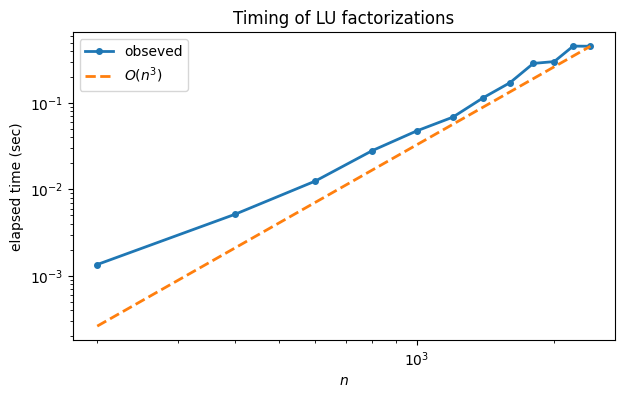 Timing of LU factorizations
obseved
O(n³)
elapsed time (sec)
10⁻¹
10⁻²
10⁻³
10³
n